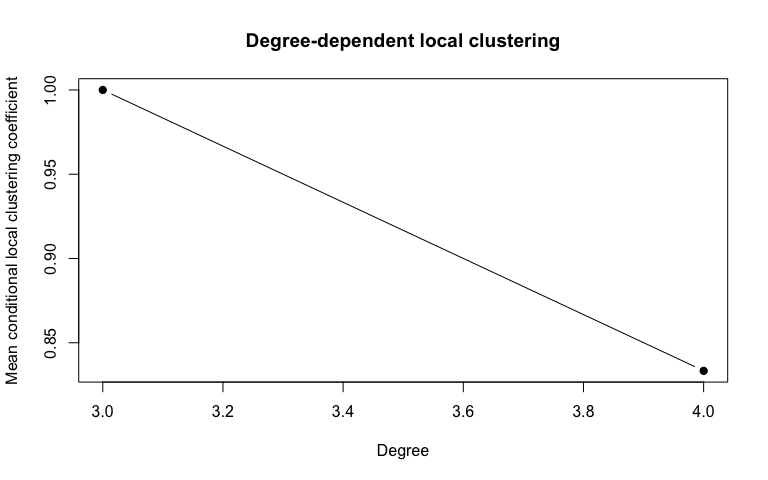 Degree-dependent local clustering
Mean conditional local clustering coefficient
1.00
0.95
0.90
0.85
3.0 3.2 3.4 3.6 3.8 4.0
Degree